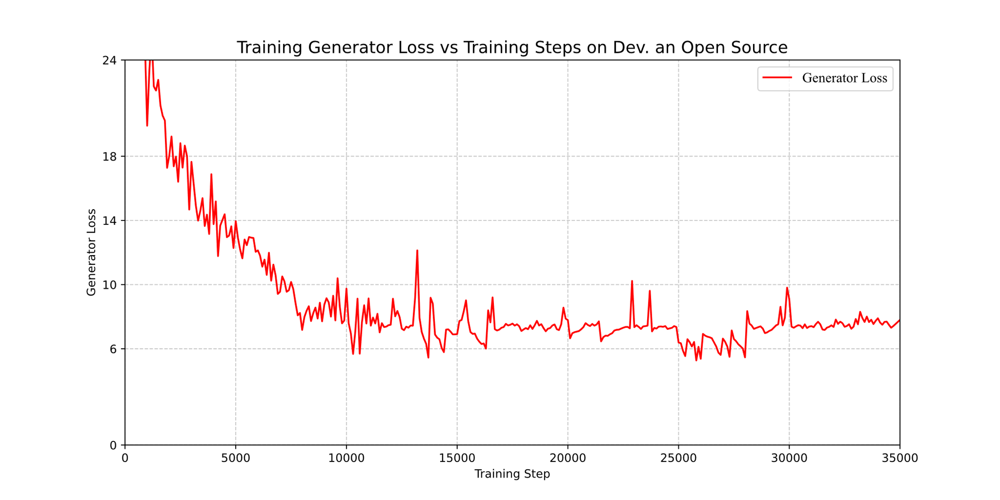 Training Generator Loss vs Training Steps on Dev. an Open Source
Generator Loss
24
18
14
10
6
0
Generator Loss
0 5000 10000 15000 20000 25000 30000 35000
Training Step